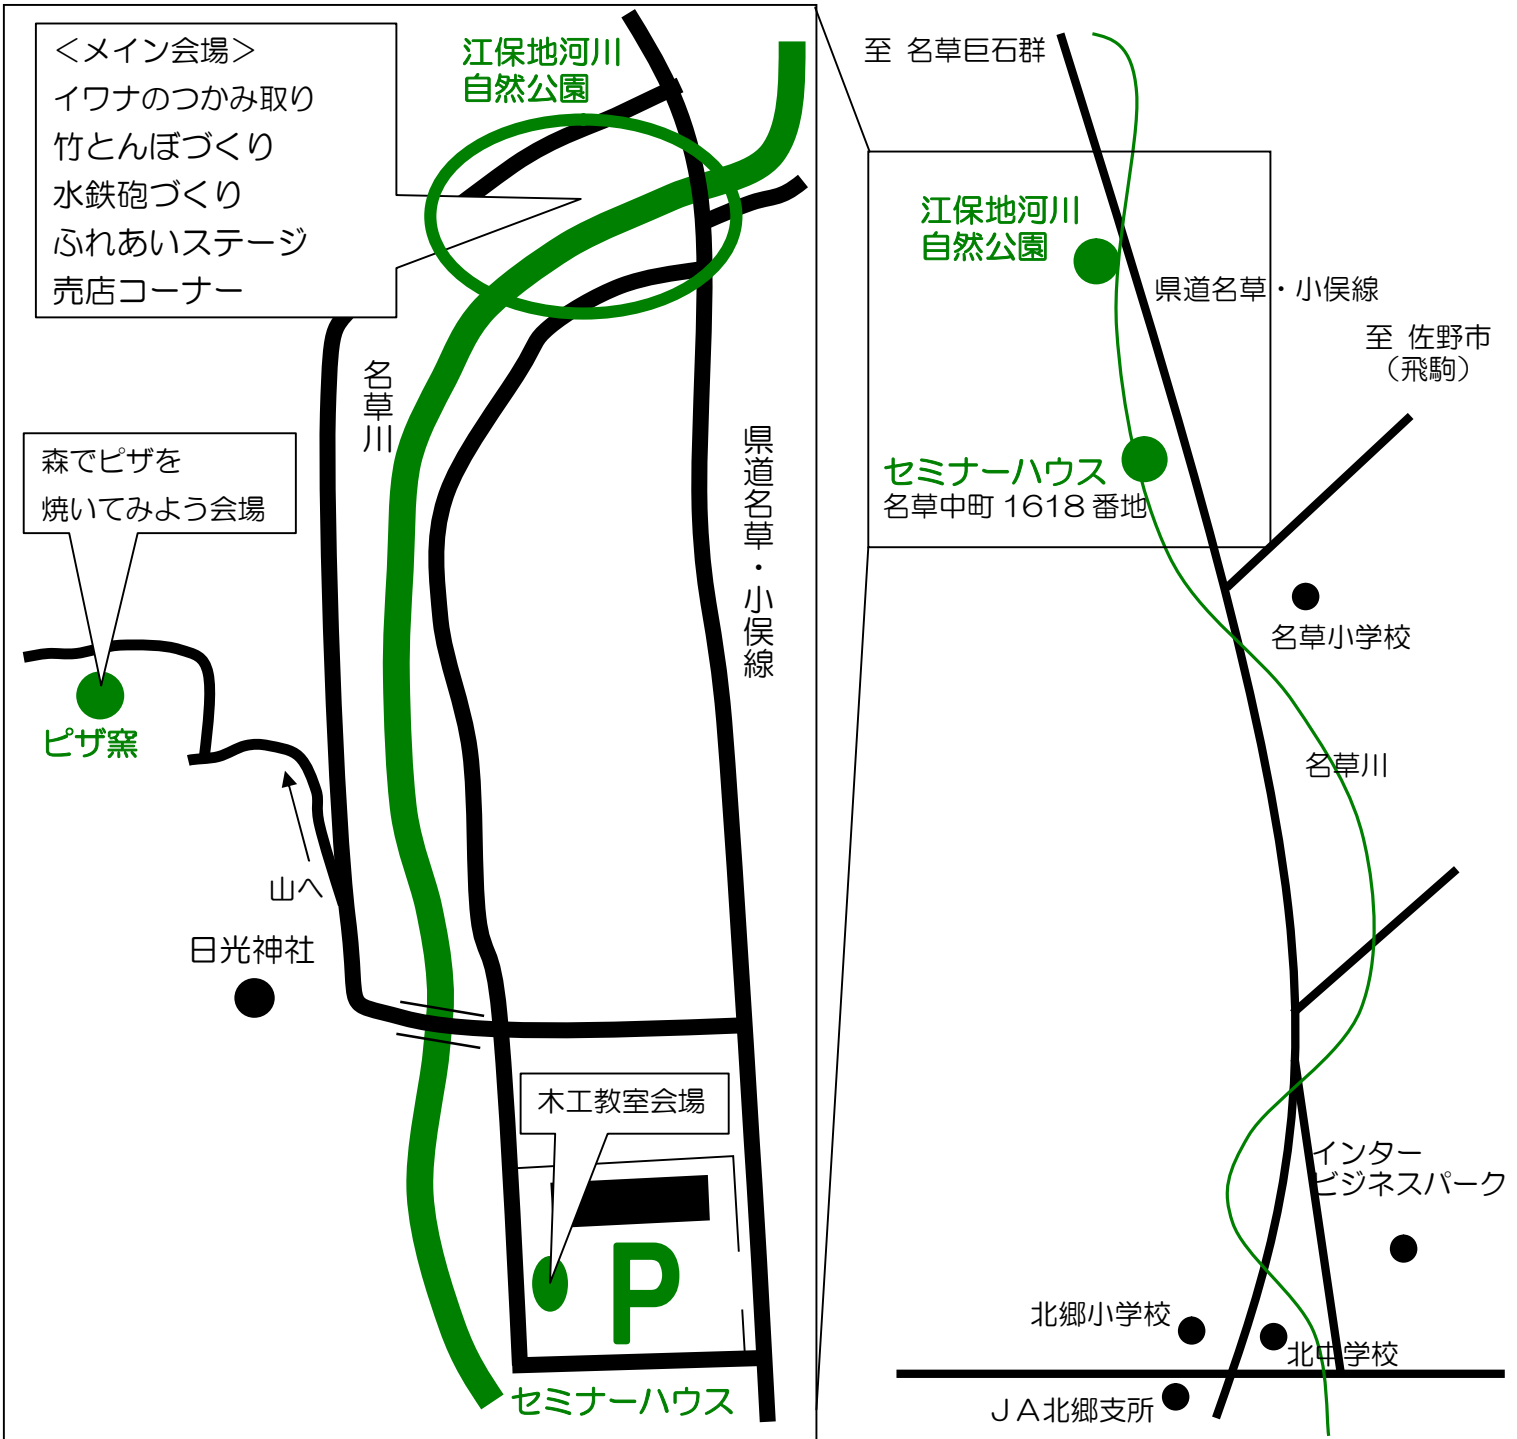 ＜メイン会場＞
イワナのつかみ取り
竹とんぼづくり
水鉄砲づくり
ふれあいステージ
売店コーナー
江保地河川
自然公園
名草川
県道名草・小俣線
森でピザを
焼いてみよう会場
ピザ窯
山へ
日光神社
木工教室会場
P
セミナーハウス
至 名草巨石群
江保地河川
自然公園
県道名草・小俣線
至 佐野市
（飛駒）
セミナーハウス
名草中町 1618 番地
名草小学校
名草川
インター
ビジネスパーク
北郷小学校
北中学校
ＪＡ北郷支所